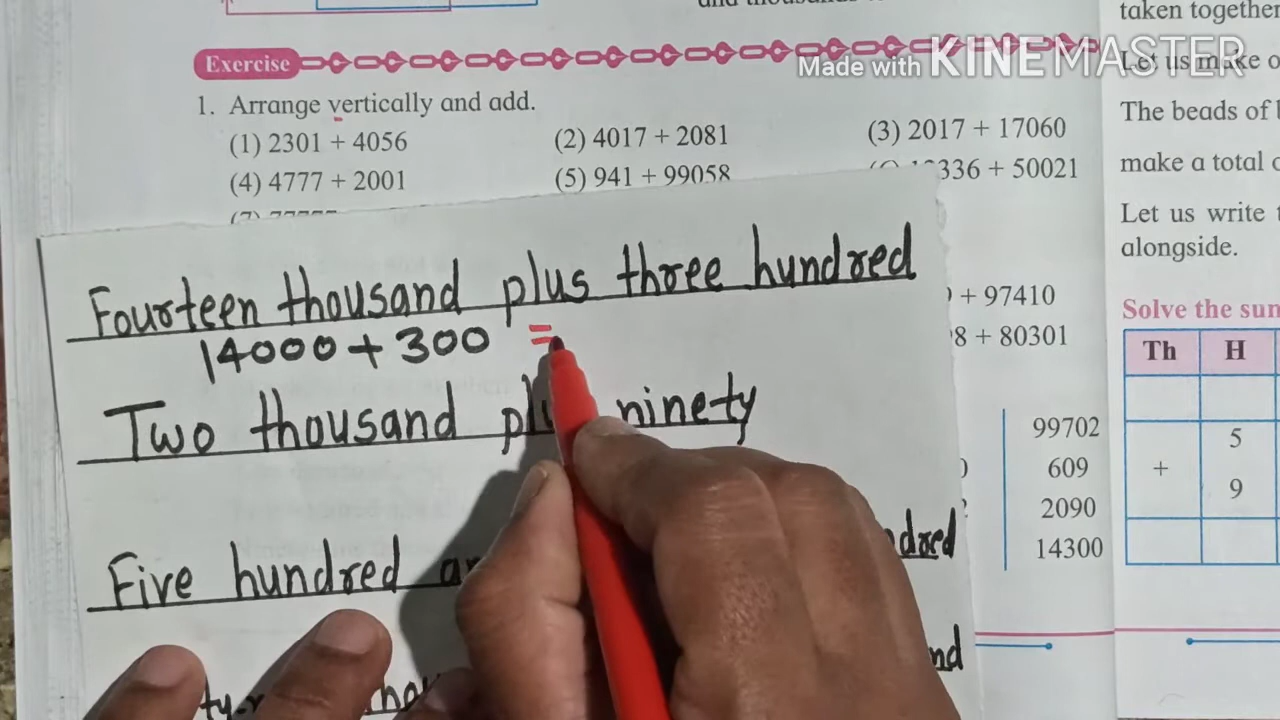 taken together
Exercise
Made with KINEMASTER
Let us make o
1. Arrange vertically and add.
(1) 2301 + 4056 (2) 4017 + 2081 (3) 2017 + 17060
(4) 4777 + 2001 (5) 941 + 99058 336 + 50021
The beads of
make a total
Let us write
alongside.
Fourteen thousand plus three hundred
14000 + 300 =
+ 97410
8 + 80301
Solve the sum
Th H
Two thousand ninety
99702
609
2090
14300
5
+ 9
Five hundred